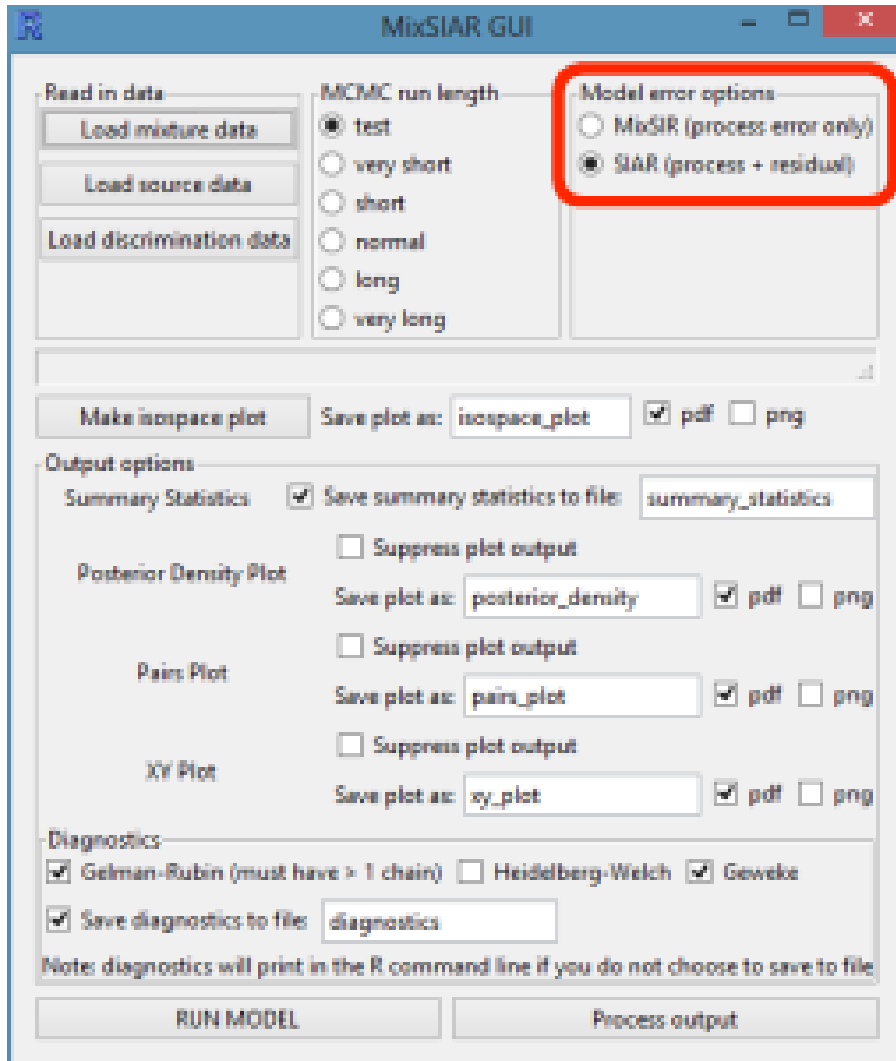 MixSIAR GUI
Read in data
Load mixture data
Load source data
Load discrimination data
MCMC run length
test
very short
short
normal
long
very long
Model error options
MixSIR (process error only)
SIAR (process + residual)
Make isospace plot Save plot as: isospace_plot pdf png
Output options
Summary Statistics Save summary statistics to file: summary_statistics
Posterior Density Plot
Suppress plot output
Save plot as: posterior_density pdf png
Pairs Plot
Suppress plot output
Save plot as: pairs_plot pdf png
XY Plot
Suppress plot output
Save plot as: xy_plot pdf png
Diagnostics
Gelman-Rubin (must have > 1 chain) Heidelberg-Welch Geweke
Save diagnostics to file: diagnostics
Note: diagnostics will print in the R command line if you do not choose to save to file
RUN MODEL Process output